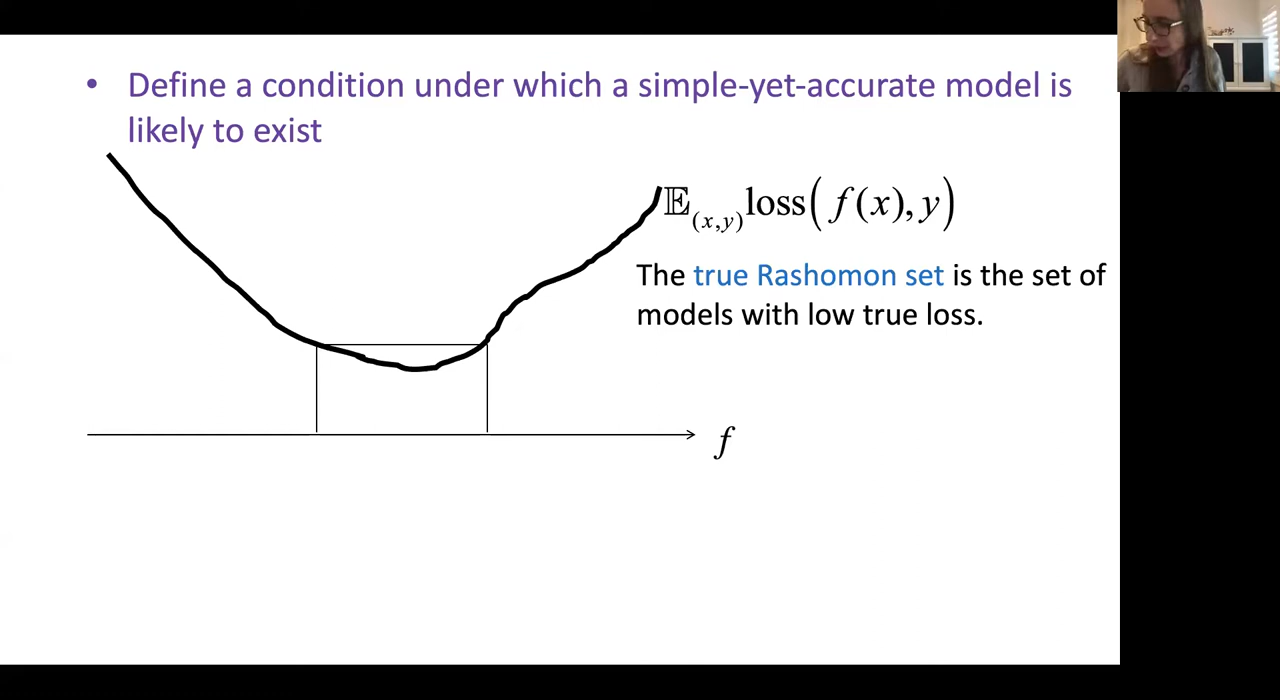 • Define a condition under which a simple-yet-accurate model is
likely to exist
𝔼(x,y) loss( f(x), y)
The true Rashomon set is the set of
models with low true loss.
f